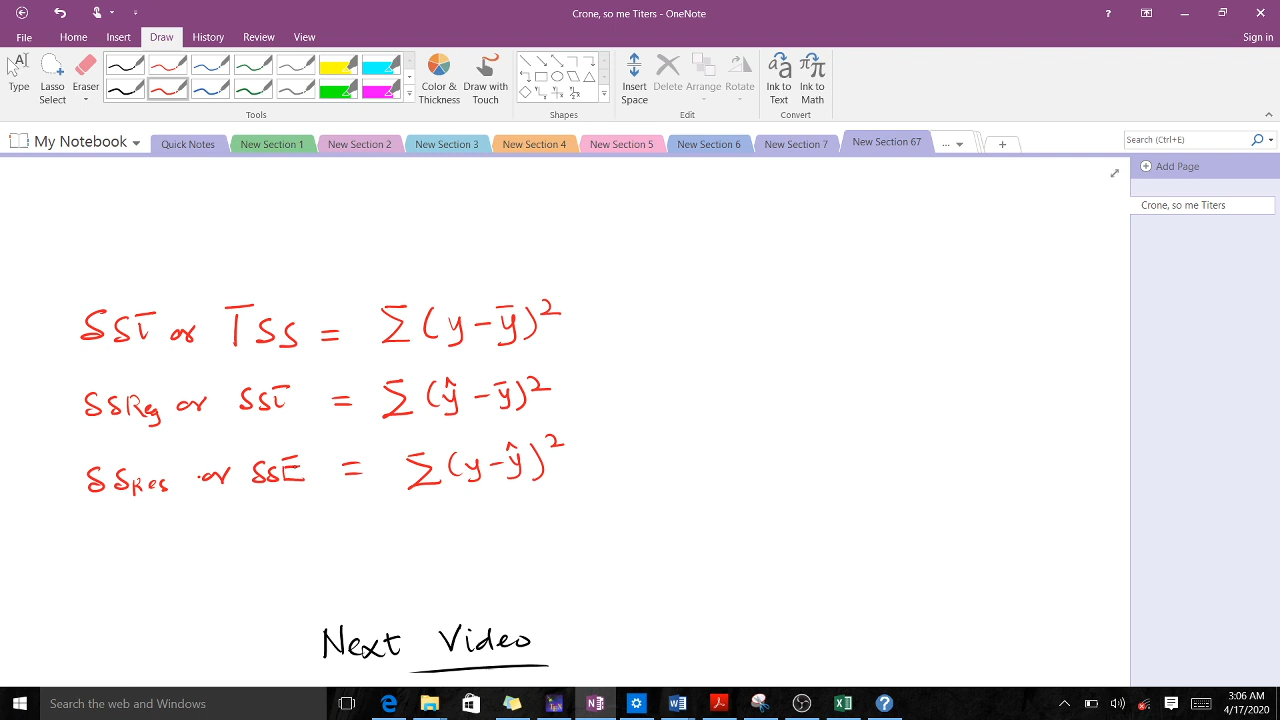 Crone, so me Titers - OneNote
File Home Insert Draw History Review View
Sign in
Type
Lasso Select
Eraser
Color & Thickness
Draw with Touch
Insert Space
Delete
Arrange
Rotate
Ink to Text
Ink to Math
Tools
Shapes
Edit
Convert
My Notebook
Quick Notes
New Section 1
New Section 2
New Section 3
New Section 4
New Section 5
New Section 6
New Section 7
New Section 67
...
Search (Ctrl+E)
Add Page
Crone, so me Titers
SST or TSS = Σ(y-ȳ)²
SSReg or SST = Σ(ŷ-ȳ)²
SSRes or SSE = Σ(y-ŷ)²
Next Video
Search the web and Windows
3:06 AM
4/17/2020